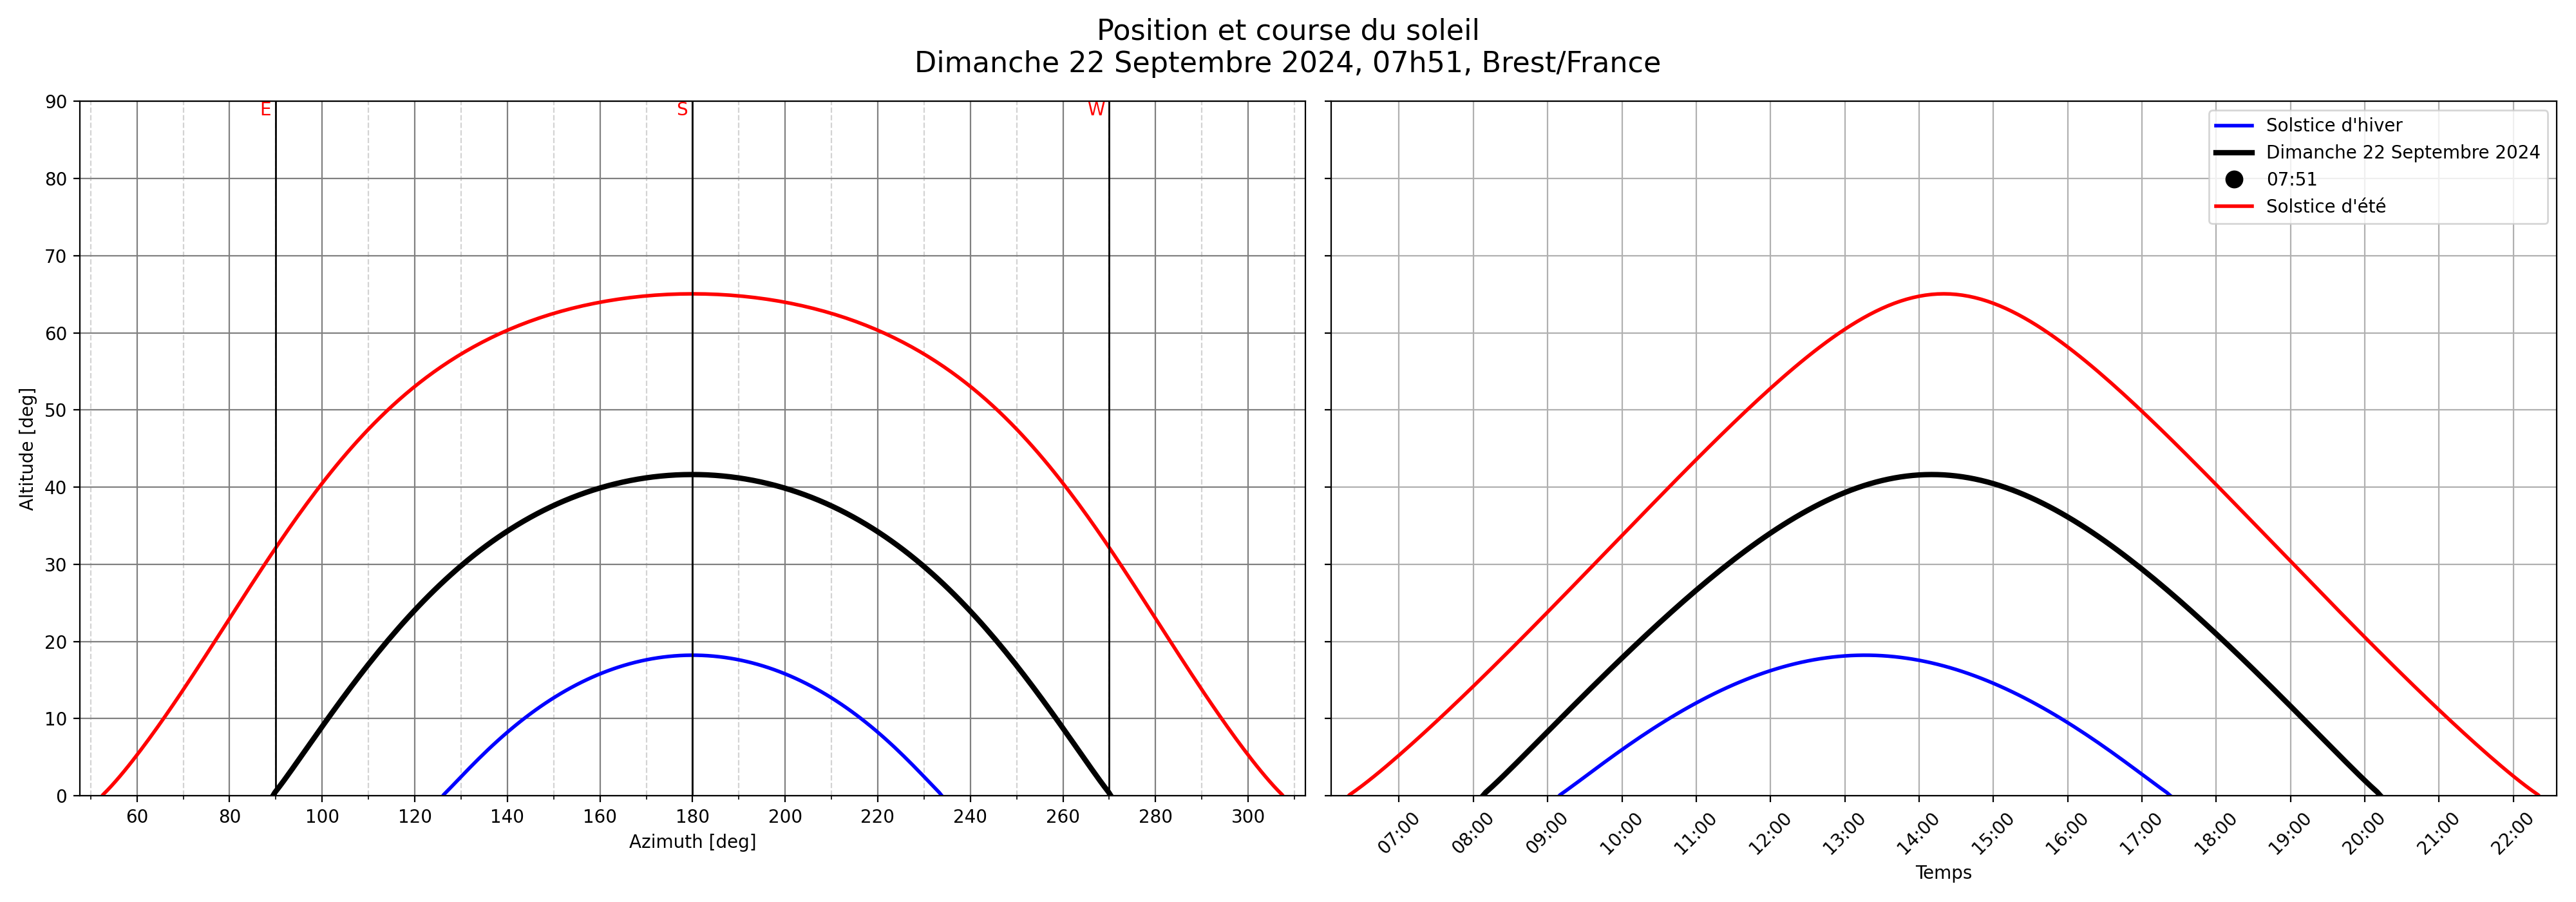 Position et course du soleil
Dimanche 22 Septembre 2024, 07h51, Brest/France
E
S
W
90
80
70
60
50
40
30
20
10
0
Altitude [deg]
60 80 100 120 140 160 180 200 220 240 260 280 300
Azimuth [deg]
Solstice d'hiver
Dimanche 22 Septembre 2024
07:51
Solstice d'été
07:00 08:00 09:00 10:00 11:00 12:00 13:00 14:00 15:00 16:00 17:00 18:00 19:00 20:00 21:00 22:00
Temps